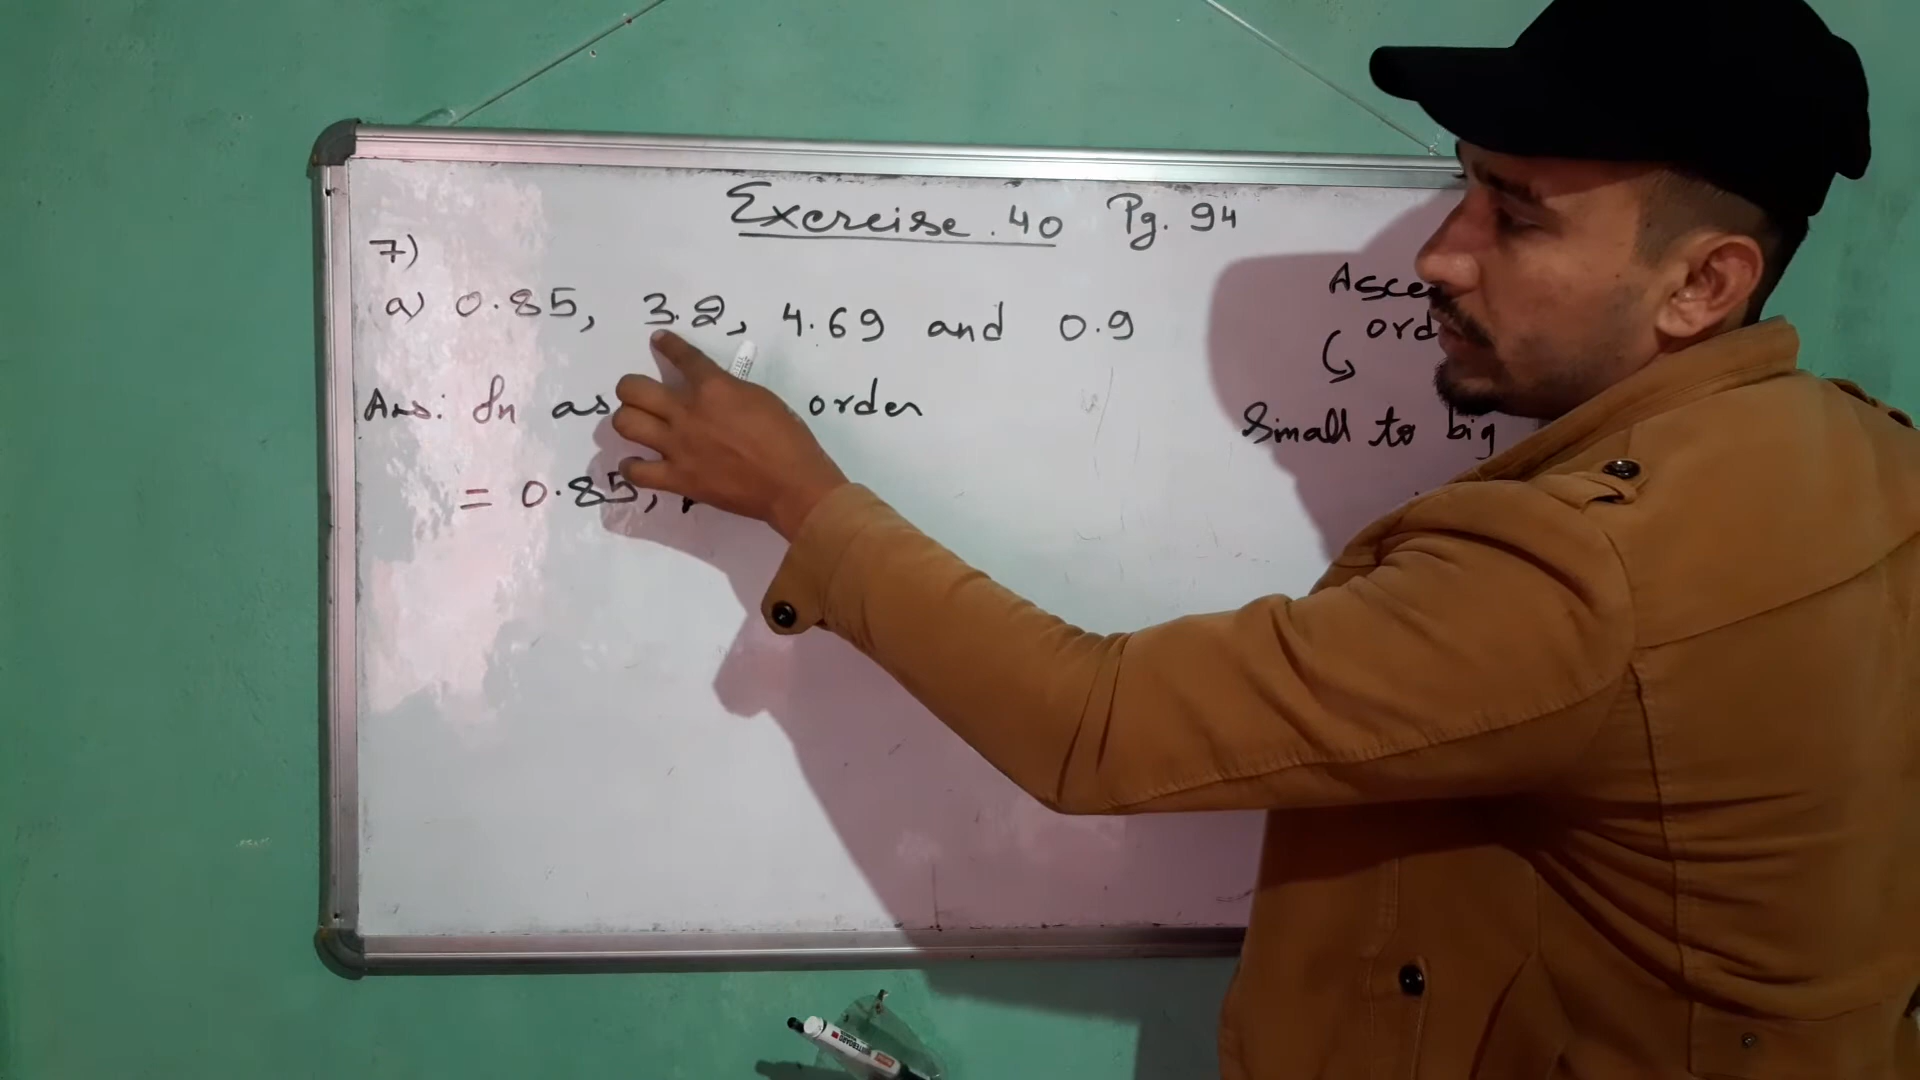 Exercise . 40 Pg. 94
7)
a) 0.85, 3.2, 4.69 and 0.9
Ans: In order
= 0.85,
Small to big